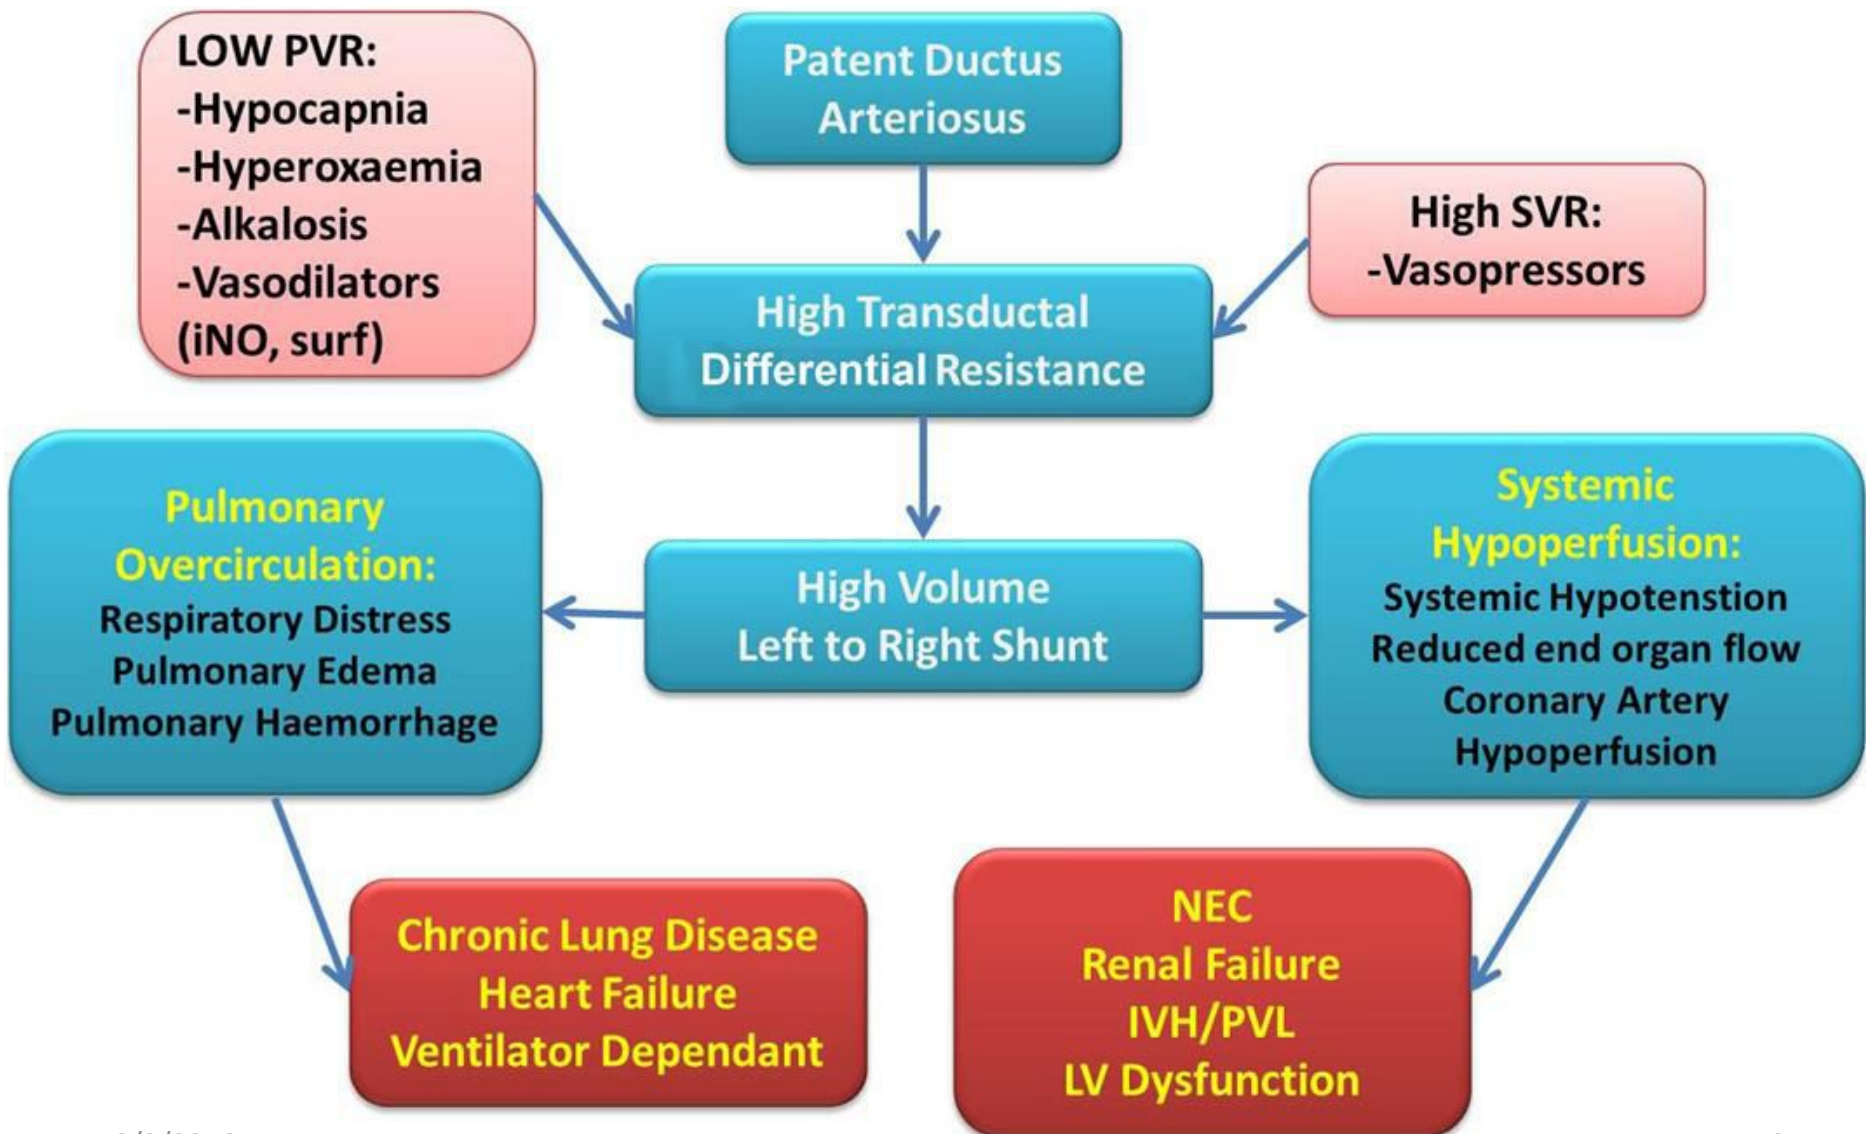 LOW PVR:
-Hypocapnia
-Hyperoxaemia
-Alkalosis
-Vasodilators
(iNO, surf)
Patent Ductus
Arteriosus
High SVR:
-Vasopressors
High Transductal
Differential Resistance
Pulmonary
Overcirculation:
Respiratory Distress
Pulmonary Edema
Pulmonary Haemorrhage
High Volume
Left to Right Shunt
Systemic
Hypoperfusion:
Systemic Hypotenstion
Reduced end organ flow
Coronary Artery
Hypoperfusion
Chronic Lung Disease
Heart Failure
Ventilator Dependant
NEC
Renal Failure
IVH/PVL
LV Dysfunction